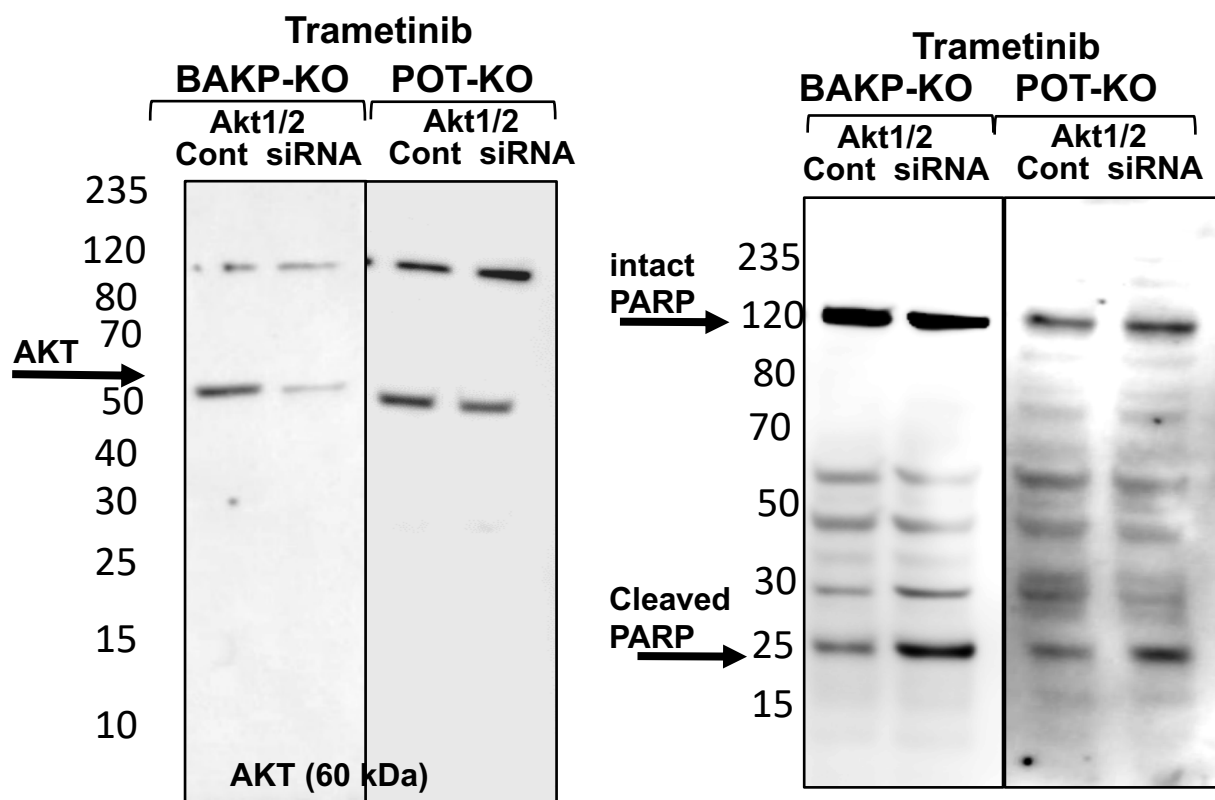 Trametinib
BAKP-KO POT-KO
Akt1/2 Akt1/2
Cont siRNA Cont siRNA
235
120
80
70
AKT
50
40
30
25
15
10
AKT (60 kDa)
Trametinib
BAKP-KO POT-KO
Akt1/2 Akt1/2
Cont siRNA Cont siRNA
235
intact
PARP
120
80
70
50
30
Cleaved
PARP
25
15